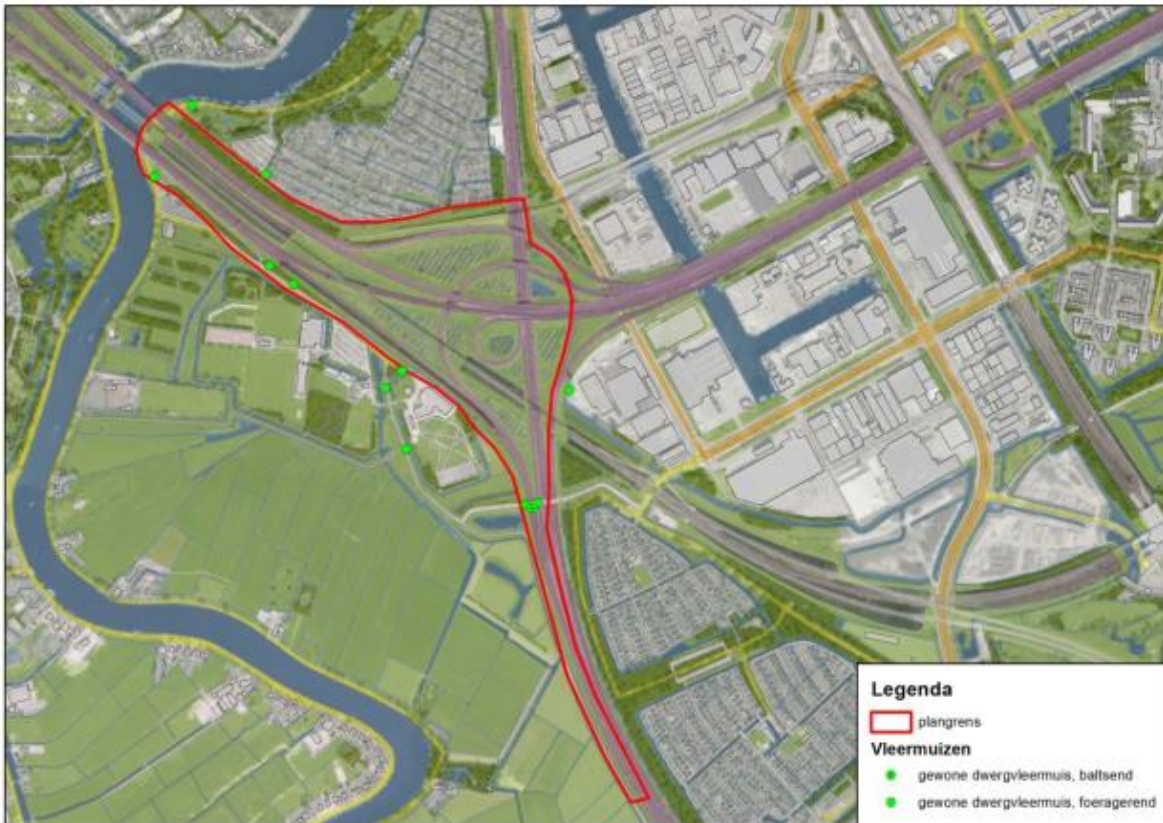 Legenda
plangrens
Vleermuizen
gewone dwergvleermuis, baltsend
gewone dwergvleermuis, foeragerend